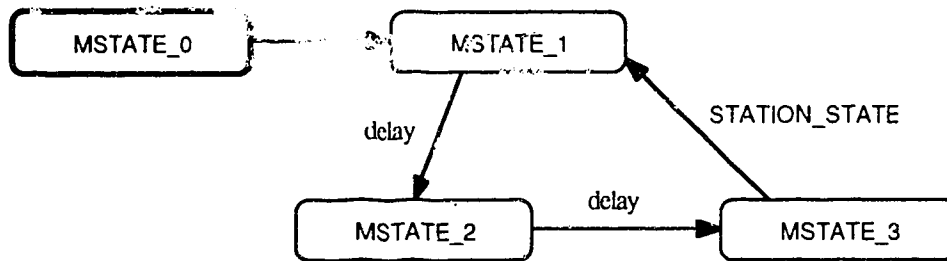 MSTATE_0
MSTATE_1
STATION_STATE
delay
delay
MSTATE_2
MSTATE_3